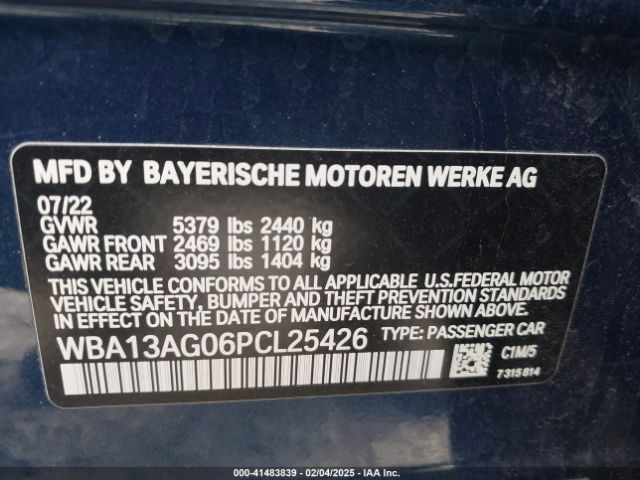 MFD BY BAYERISCHE MOTOREN WERKE AG
07/22
GVWR 5379 lbs 2440 kg
GAWR FRONT 2469 lbs 1120 kg
GAWR REAR 3095 lbs 1404 kg
THIS VEHICLE CONFORMS TO ALL APPLICABLE U.S.FEDERAL MOTOR
VEHICLE SAFETY, BUMPER AND THEFT PREVENTION STANDARDS
IN EFFECT ON THE DATE OF MANUFACTURE SHOWN ABOVE.
WBA13AG06PCL25426 TYPE: PASSENGER CAR
C1M/5
7315814
000-41483839 - 02/04/2025 - IAA Inc.